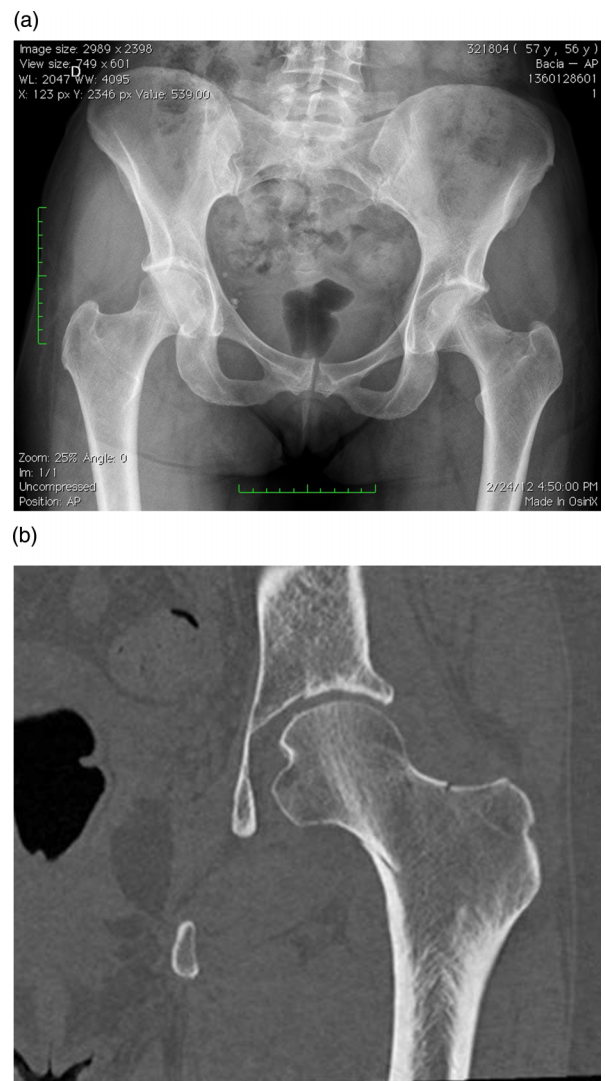 (a)
Image size: 2989 x 2398
View size: 749 x 601
WL: 2047 WW: 4095
X: 123 px Y: 2346 px Value: 539.00
D
321804 ( 57 y , 56 y )
Bacia — AP
1360128601
1
Zoom: 25% Angle: 0
Im: 1/1
Uncompressed
Position: AP
2/24/12 4:50:00 PM
Made In OsiriX
(b)